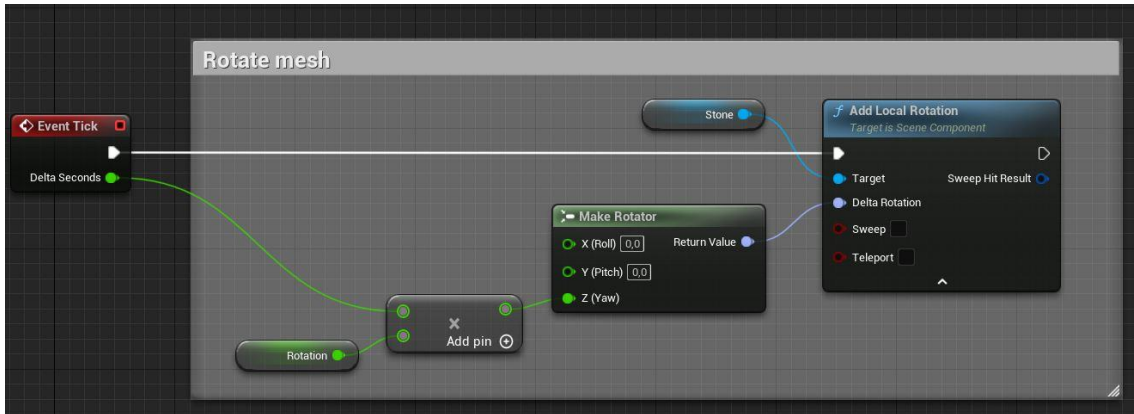 Rotate mesh
Event Tick
Delta Seconds
Stone
Add Local Rotation
Target is Scene Component
Target
Sweep Hit Result
Delta Rotation
Sweep
Teleport
Make Rotator
X (Roll) 0,0
Return Value
Y (Pitch) 0,0
Z (Yaw)
Add pin
Rotation